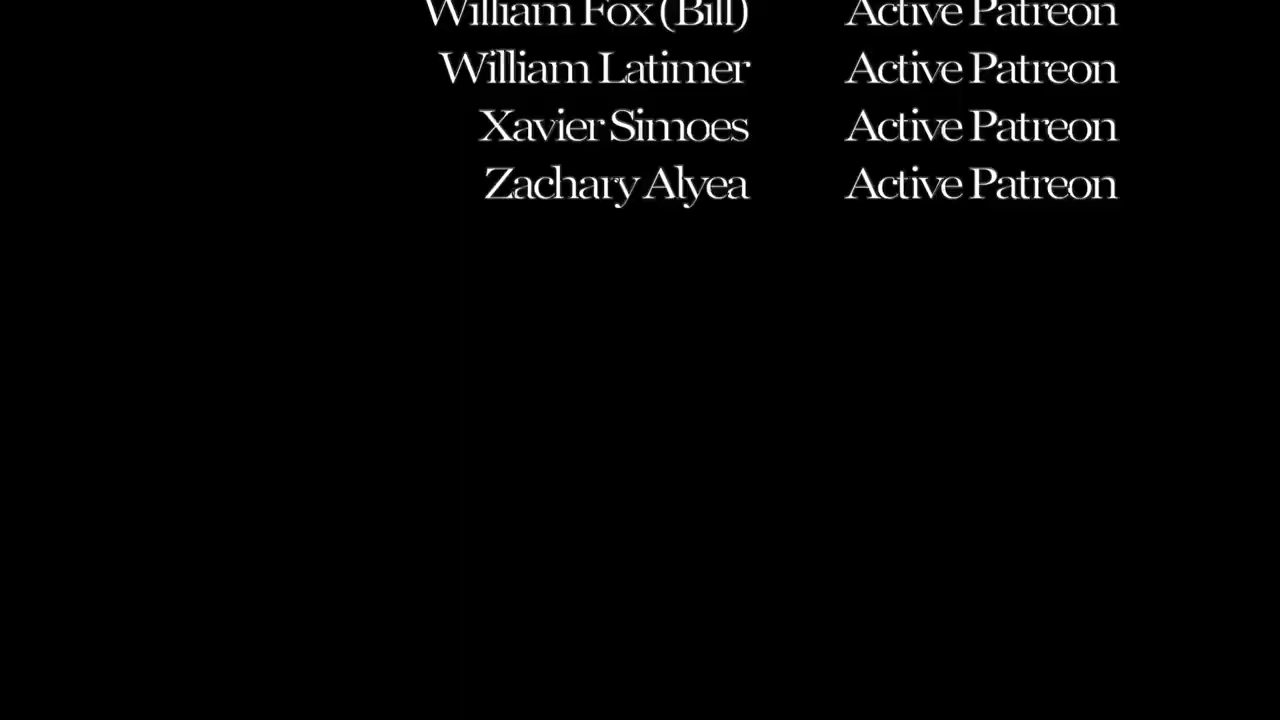 William Fox (Bill) Active Patreon
William Latimer Active Patreon
Xavier Simoes Active Patreon
Zachary Alyea Active Patreon